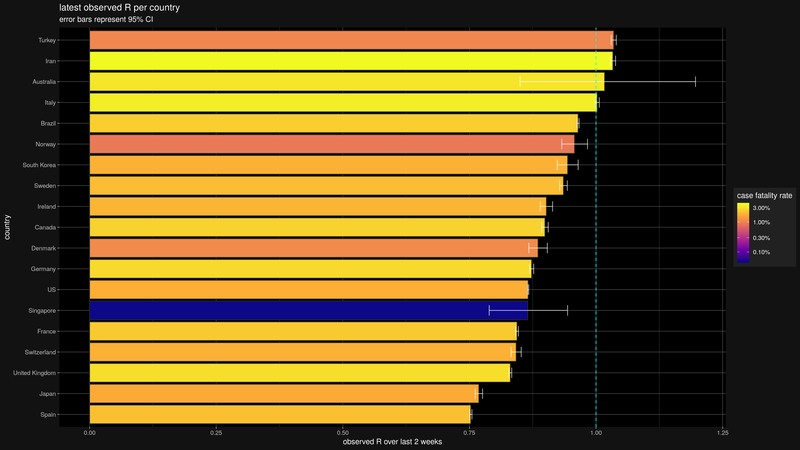 latest observed R per country
error bars represent 95% CI
country
Turkey
Iran
Australia
Italy
Brazil
Norway
South Korea
Sweden
Ireland
Canada
Denmark
Germany
US
Singapore
France
Switzerland
United Kingdom
Japan
Spain
0.00 0.25 0.50 0.75 1.00 1.25
observed R over last 2 weeks
case fatality rate
3.00%
1.00%
0.30%
0.10%